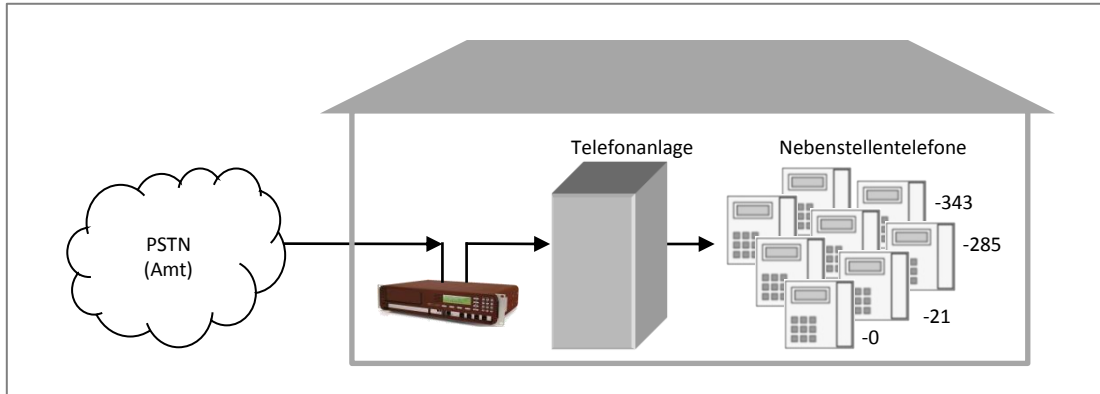 Telefonanlage
Nebenstellentelefone
PSTN
(Amt)
-343
-285
-21
-0